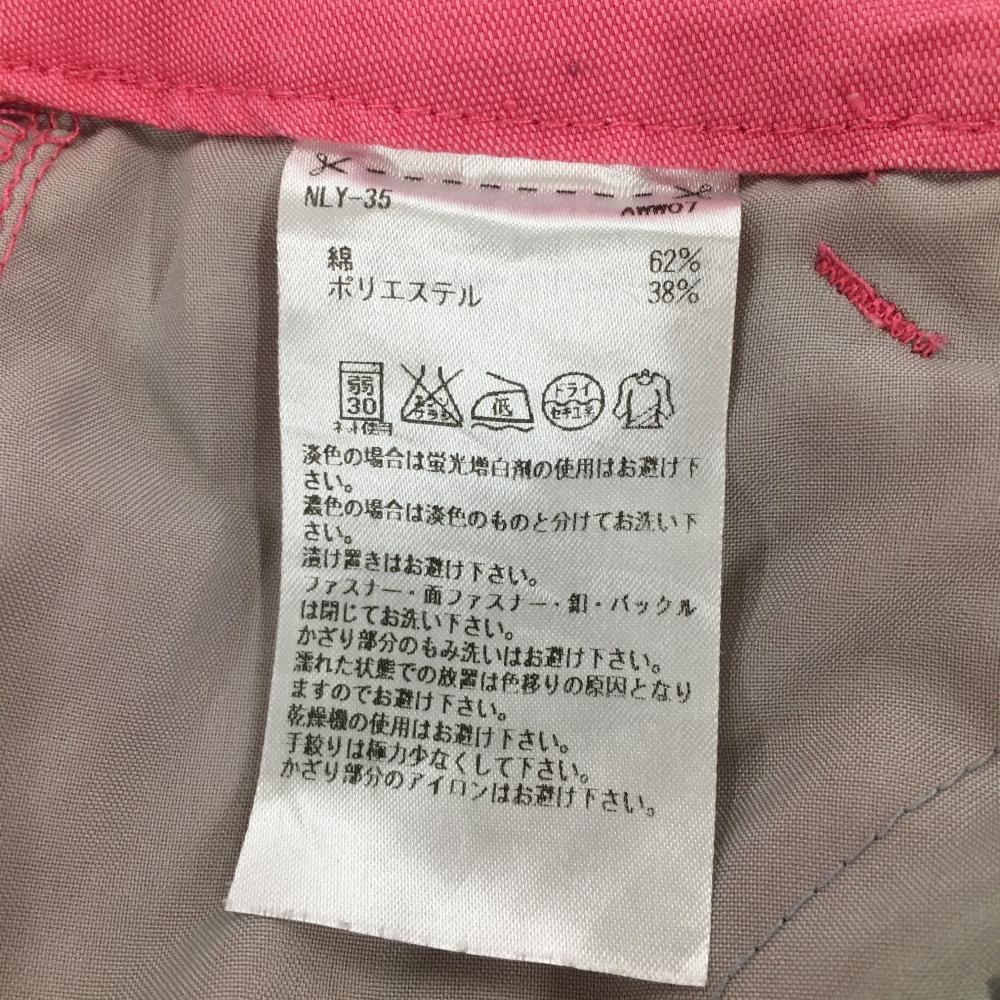 NLY-35
綿 62%
ポリエステル 38%
弱
30
ネット使用
低
ドライ
セキユ系
淡色の場合は蛍光増白剤の使用はお避け下
さい。
濃色の場合は淡色のものと分けてお洗い下
さい。
漬け置きはお避け下さい。
ファスナー・面ファスナー・釦・バックル
は閉じてお洗い下さい。
かざり部分のもみ洗いはお避け下さい。
濡れた状態での放置は色移りの原因となり
ますのでお避け下さい。
乾燥機の使用はお避け下さい。
手絞りは極力少なくして下さい。
かざり部分のアイロンはお避け下さい。